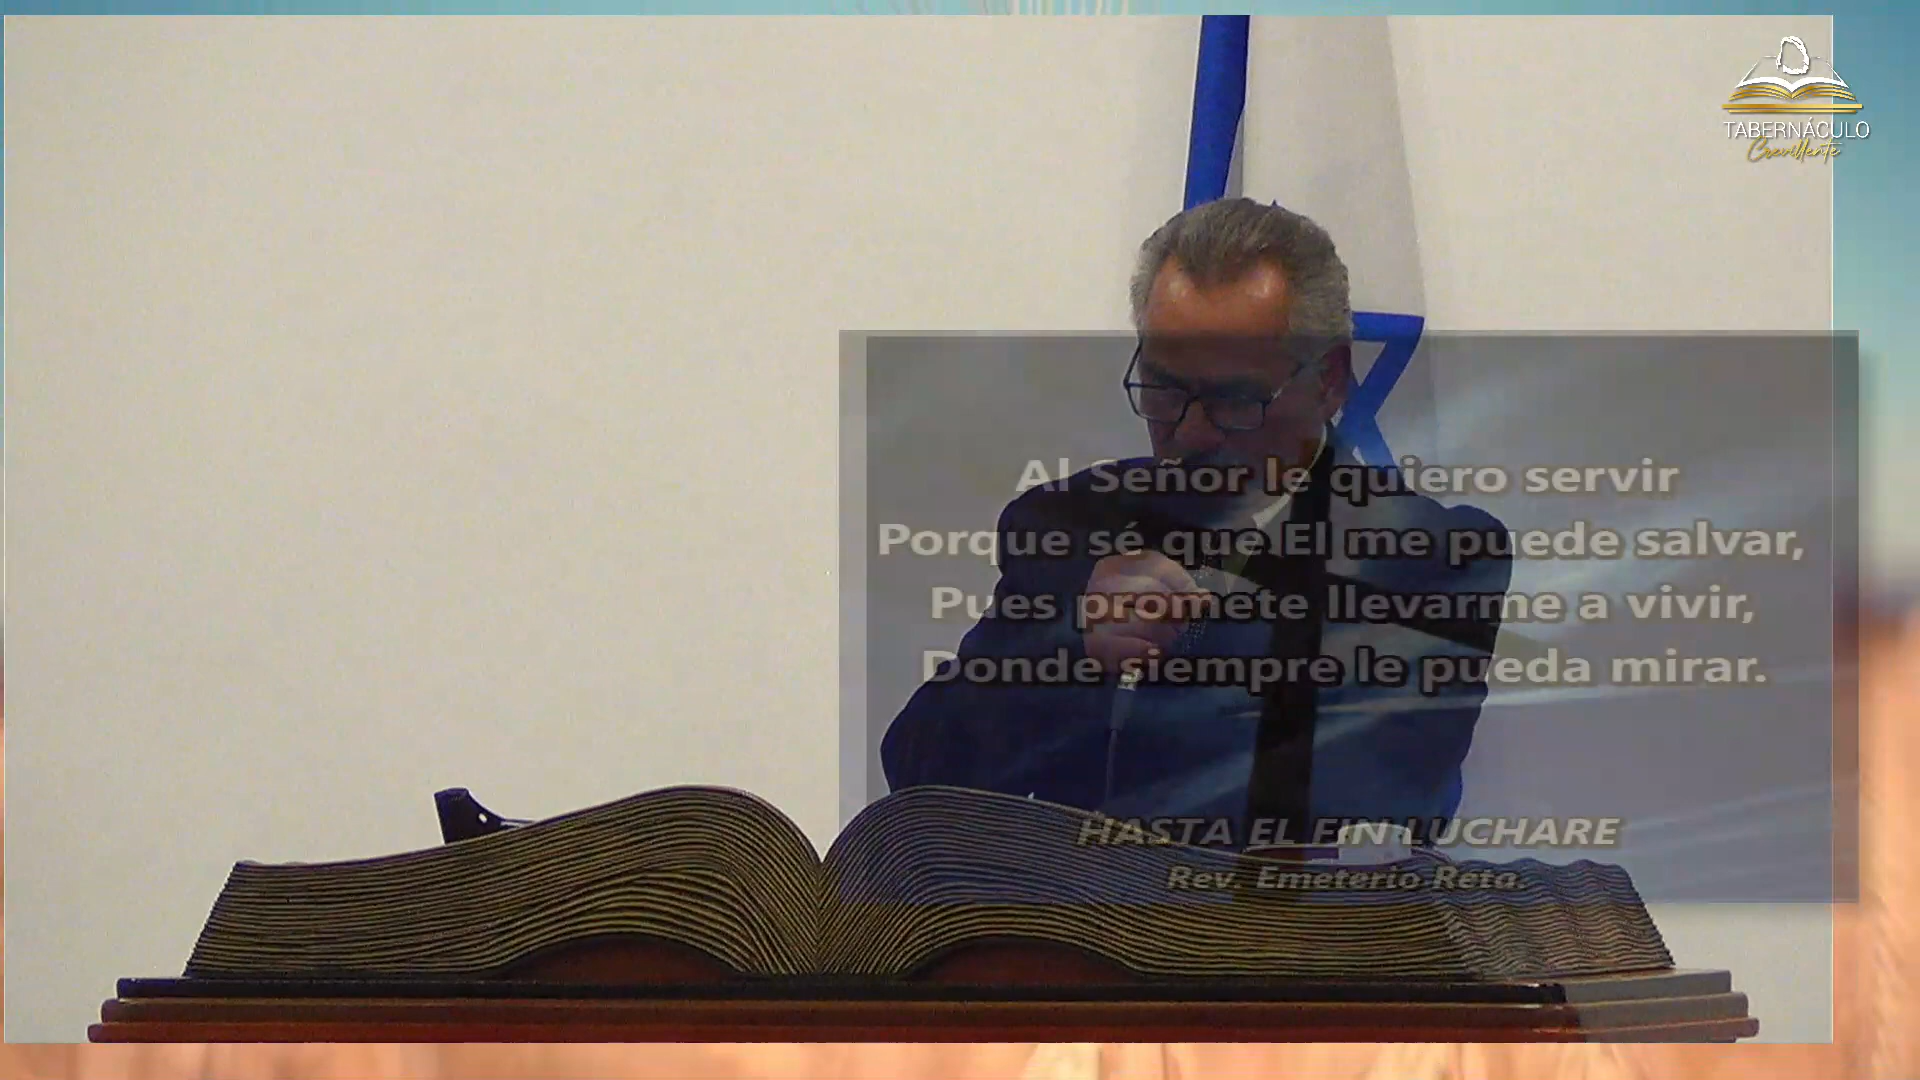 TABERNÁCULO
Crevillente
Al Señor le quiero servir
Porque sé que El me puede salvar,
Pues promete llevarme a vivir,
Donde siempre le pueda mirar.
HASTA EL FIN LUCHARE
Rev. Emeterio Reta.